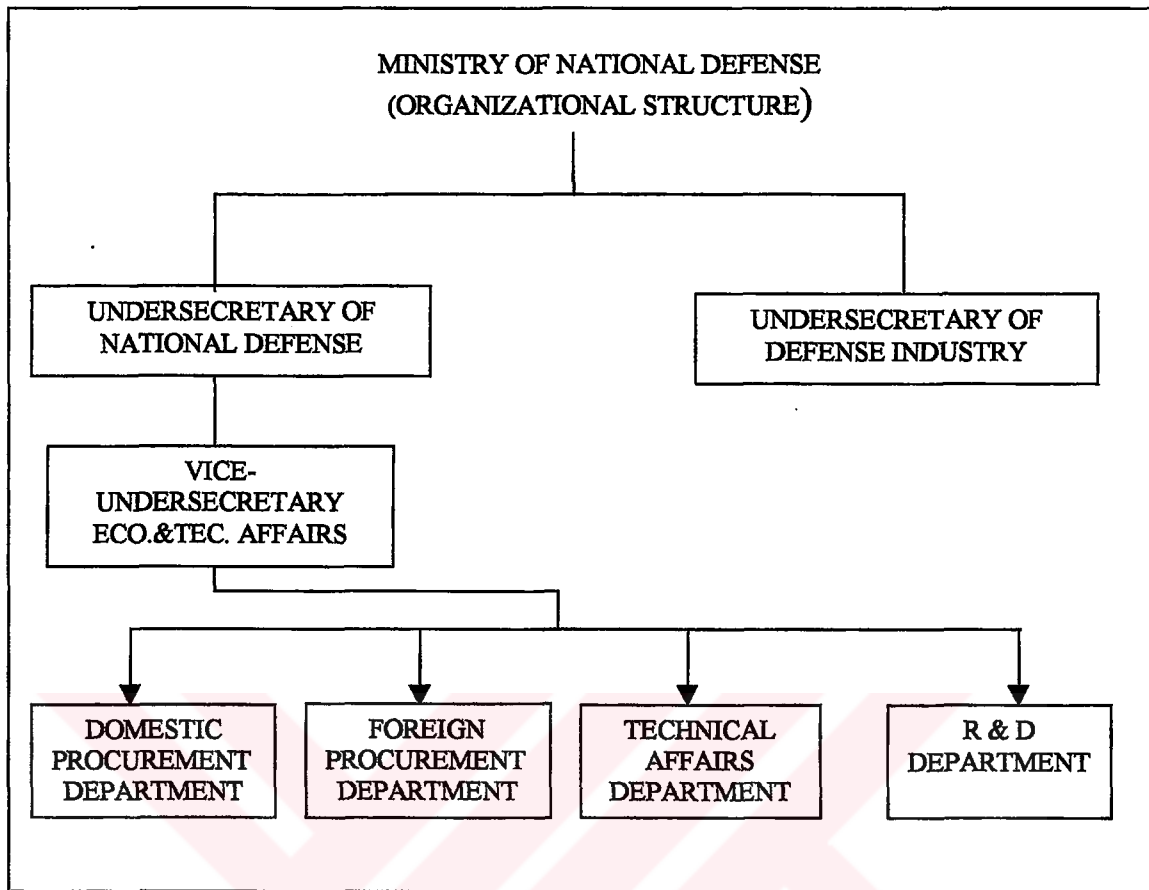 MINISTRY OF NATIONAL DEFENSE
(ORGANIZATIONAL STRUCTURE)
UNDERSECRETARY OF
NATIONAL DEFENSE
UNDERSECRETARY OF
DEFENSE INDUSTRY
VICE-
UNDERSECRETARY
ECO.&TEC. AFFAIRS
DOMESTIC
PROCUREMENT
DEPARTMENT
FOREIGN
PROCUREMENT
DEPARTMENT
TECHNICAL
AFFAIRS
DEPARTMENT
R & D
DEPARTMENT